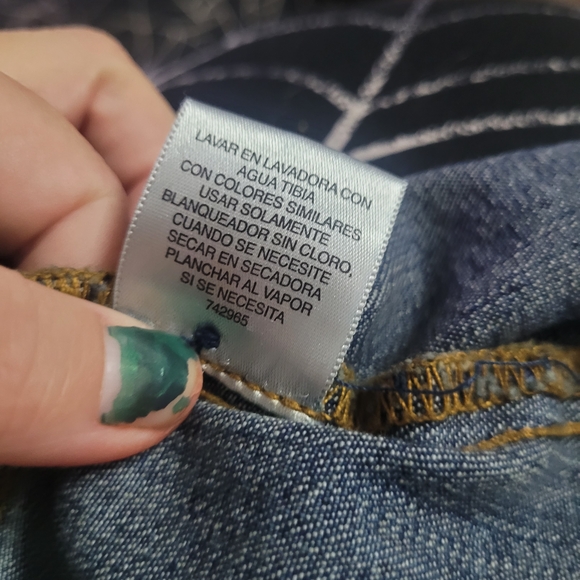 LAVAR EN LAVADORA CON
AGUA TIBIA
CON COLORES SIMILARES
USAR SOLAMENTE
BLANQUEADOR SIN CLORO,
CUANDO SE NECESITE
SECAR EN SECADORA
PLANCHAR AL VAPOR
SI SE NECESITA
742965